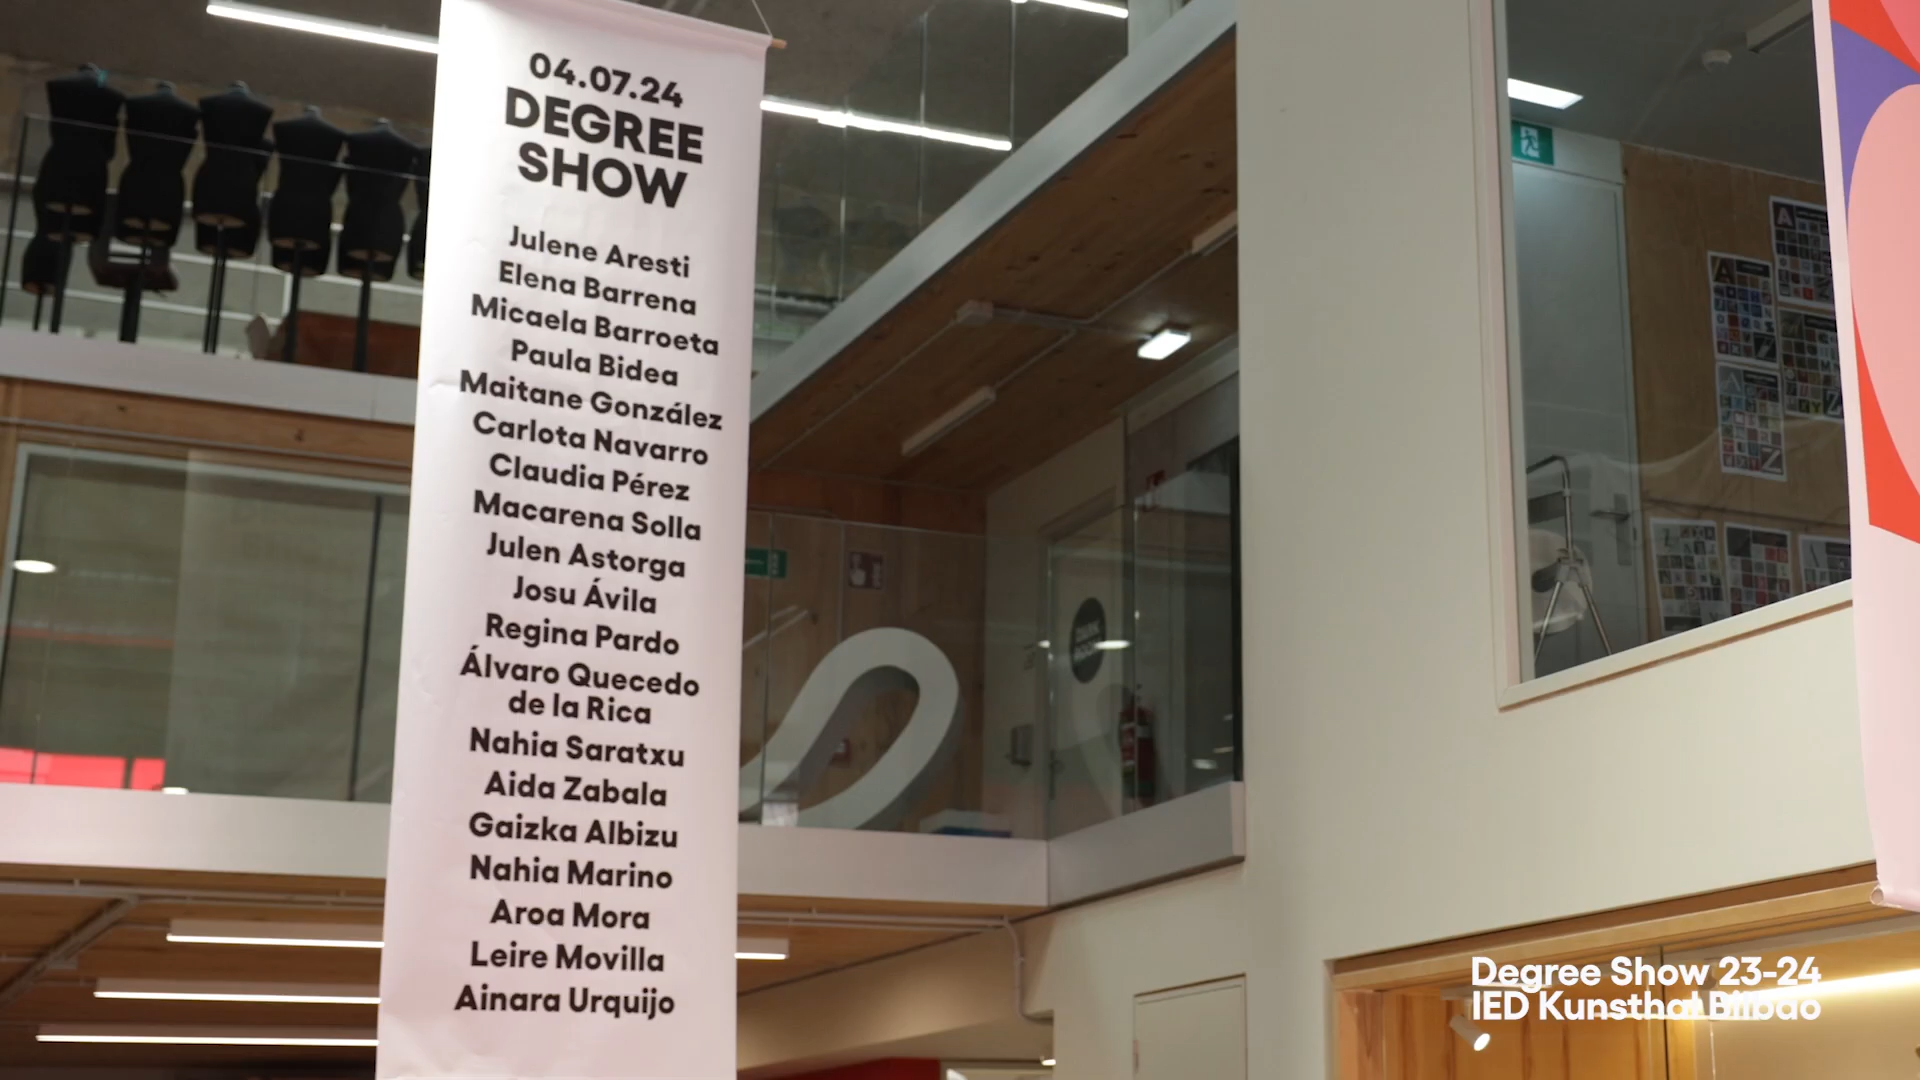 04.07.24
DEGREE
SHOW
Julene Aresti
Elena Barrena
Micaela Barroeta
Paula Bidea
Maitane González
Carlota Navarro
Claudia Pérez
Macarena Solla
Julen Astorga
Josu Ávila
Regina Pardo
Álvaro Quecedo
de la Rica
Nahia Saratxu
Aida Zabala
Gaizka Albizu
Nahia Marino
Aroa Mora
Leire Movilla
Ainara Urquijo
Degree Show 23-24
IED Kunsthal Bilbao